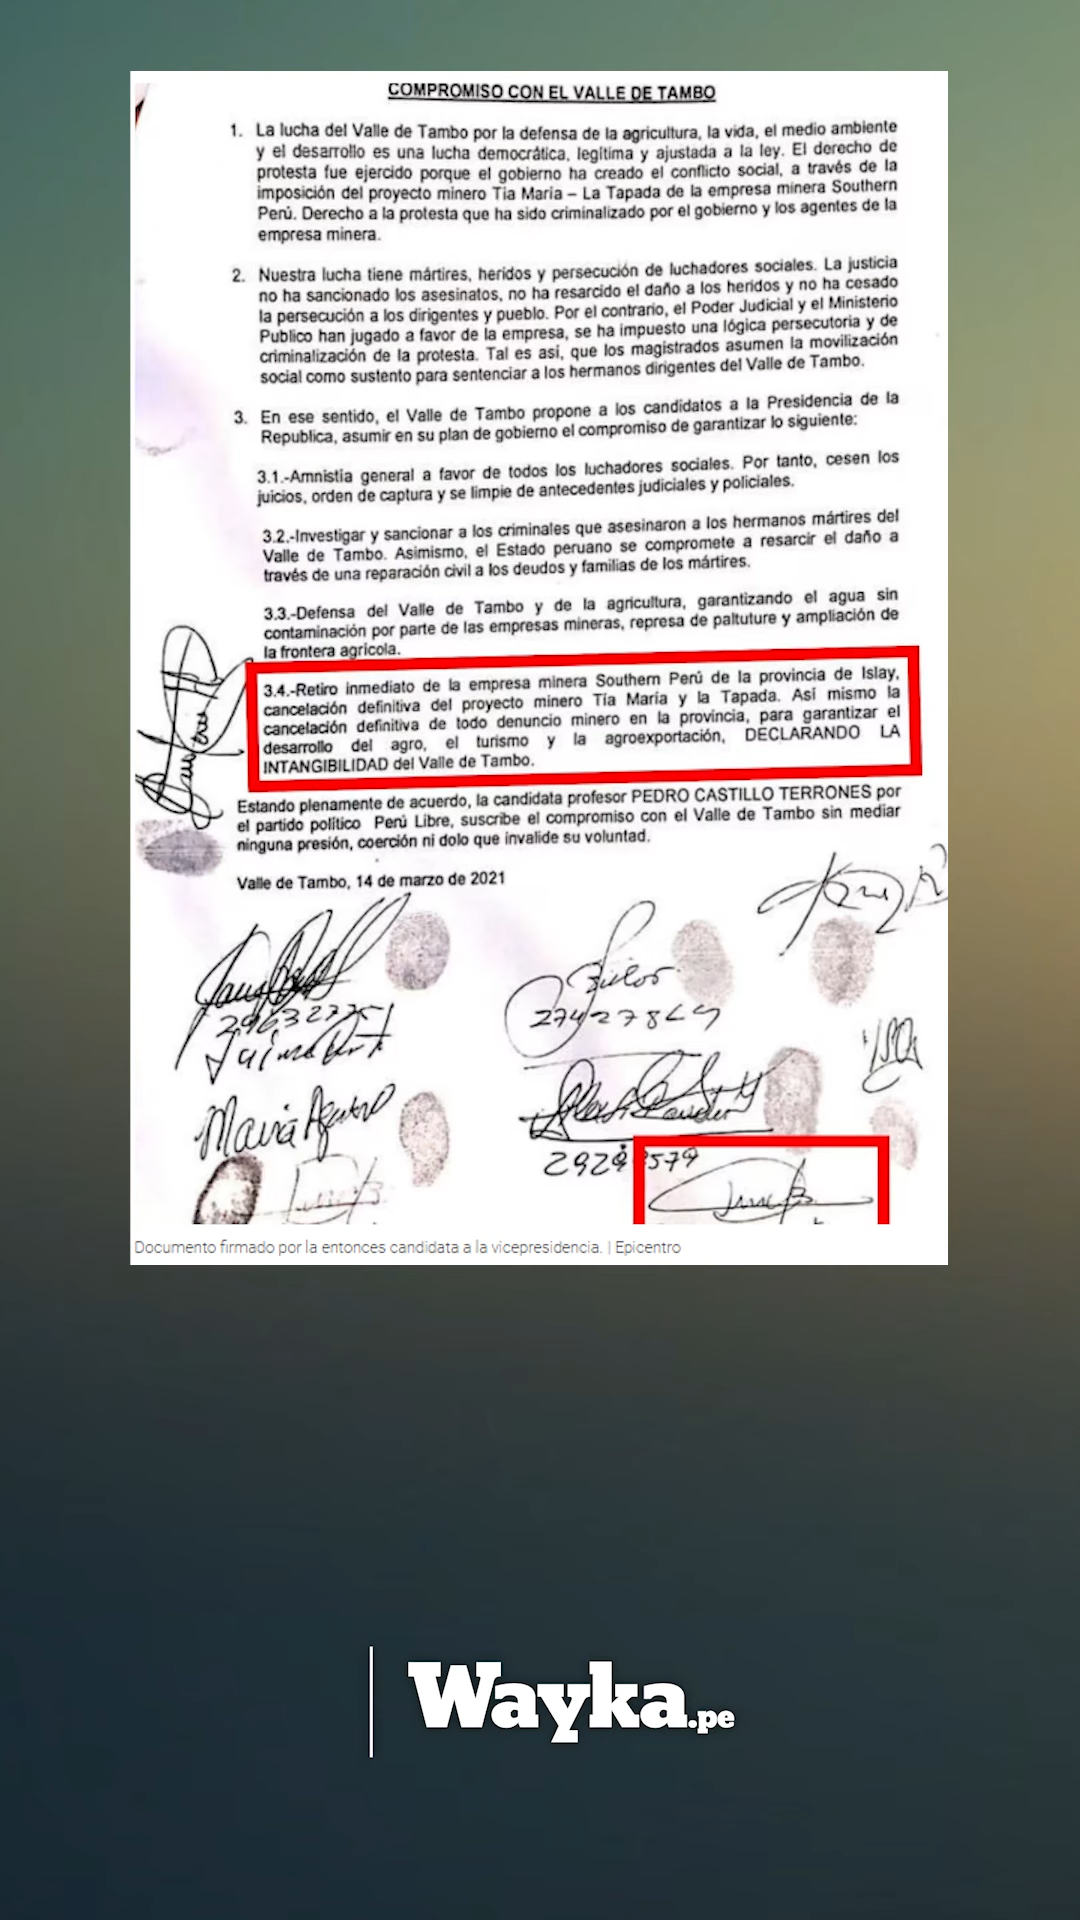 COMPROMISO CON EL VALLE DE TAMBO
1. La lucha del Valle de Tambo por la defensa de la agricultura, la vida, el medio ambiente
y el desarrollo es una lucha democrática, legítima y ajustada a la ley. El derecho de
protesta fue ejercido porque el gobierno ha creado el conflicto social, a través de la
imposición del proyecto minero Tía María – La Tapada de la empresa minera Southern
Perú. Derecho a la protesta que ha sido criminalizado por el gobierno y los agentes de la
empresa minera.
2. Nuestra lucha tiene mártires, heridos y persecución de luchadores sociales. La justicia
no ha sancionado los asesinatos, no ha resarcido el daño a los heridos y no ha cesado
la persecución a los dirigentes y pueblo. Por el contrario, el Poder Judicial y el Ministerio
Publico han jugado a favor de la empresa, se ha impuesto una lógica persecutoria y de
criminalización de la protesta. Tal es así, que los magistrados asumen la movilización
social como sustento para sentenciar a los hermanos dirigentes del Valle de Tambo.
3. En ese sentido, el Valle de Tambo propone a los candidatos a la Presidencia de la
Republica, asumir en su plan de gobierno el compromiso de garantizar lo siguiente:
3.1.-Amnistía general a favor de todos los luchadores sociales. Por tanto, cesen los
juicios, orden de captura y se limpie de antecedentes judiciales y policiales.
3.2.-Investigar y sancionar a los criminales que asesinaron a los hermanos mártires del
Valle de Tambo. Asimismo, el Estado peruano se compromete a resarcir el daño a
través de una reparación civil a los deudos y familias de los mártires.
3.3.-Defensa del Valle de Tambo y de la agricultura, garantizando el agua sin
contaminación por parte de las empresas mineras, represa de paltuture y ampliación de
la frontera agrícola.
3.4.-Retiro inmediato de la empresa minera Southern Perú de la provincia de Islay,
cancelación definitiva del proyecto minero Tía María y la Tapada. Así mismo la
cancelación definitiva de todo denuncio minero en la provincia, para garantizar el
desarrollo del agro, el turismo y la agroexportación, DECLARANDO LA
INTANGIBILIDAD del Valle de Tambo.
Estando plenamente de acuerdo, la candidata profesor PEDRO CASTILLO TERRONES por
el partido político Perú Libre, suscribe el compromiso con el Valle de Tambo sin mediar
ninguna presión, coerción ni dolo que invalide su voluntad.
Valle de Tambo, 14 de marzo de 2021
27427864
María
Documento firmado por la entonces candidata a la vicepresidencia. | Epicentro
Wayka.pe